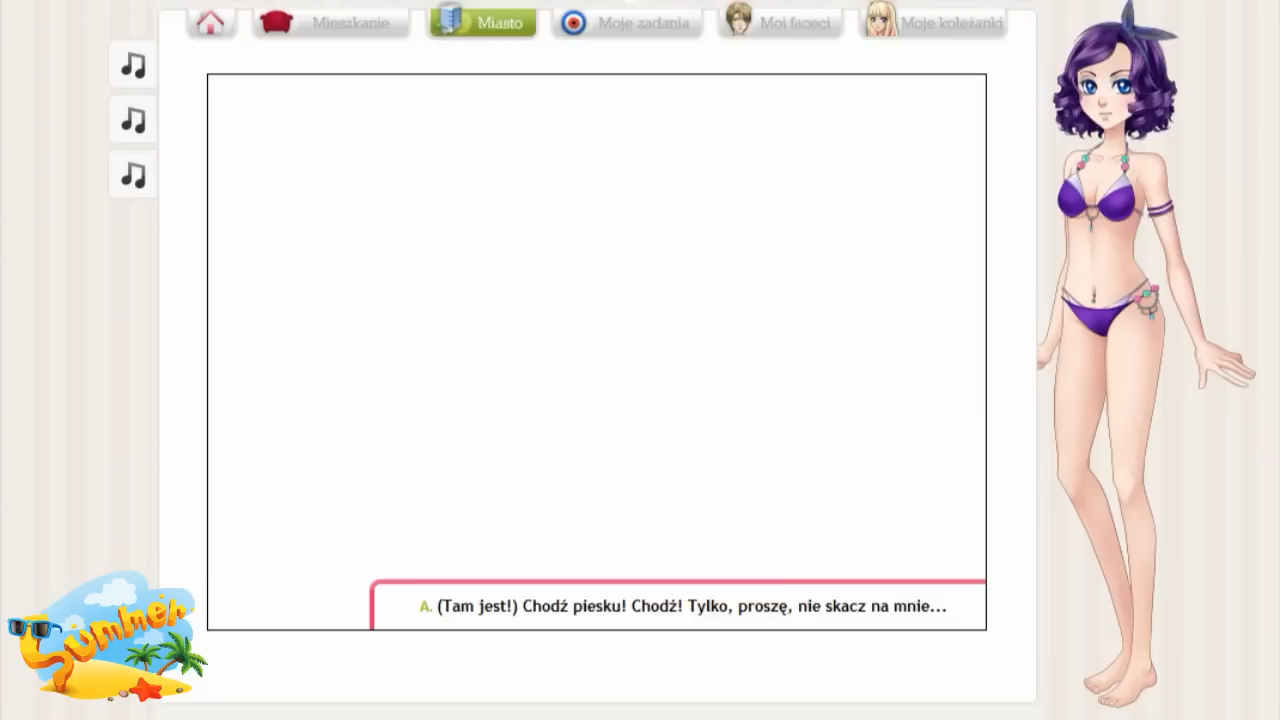 Mieszkanie
Miasto
Moje zadania
Moi faceci
Moje koleżanki
A. (Tam jest!) Chodź piesku! Chodź! Tylko, proszę, nie skacz na mnie...
Summer